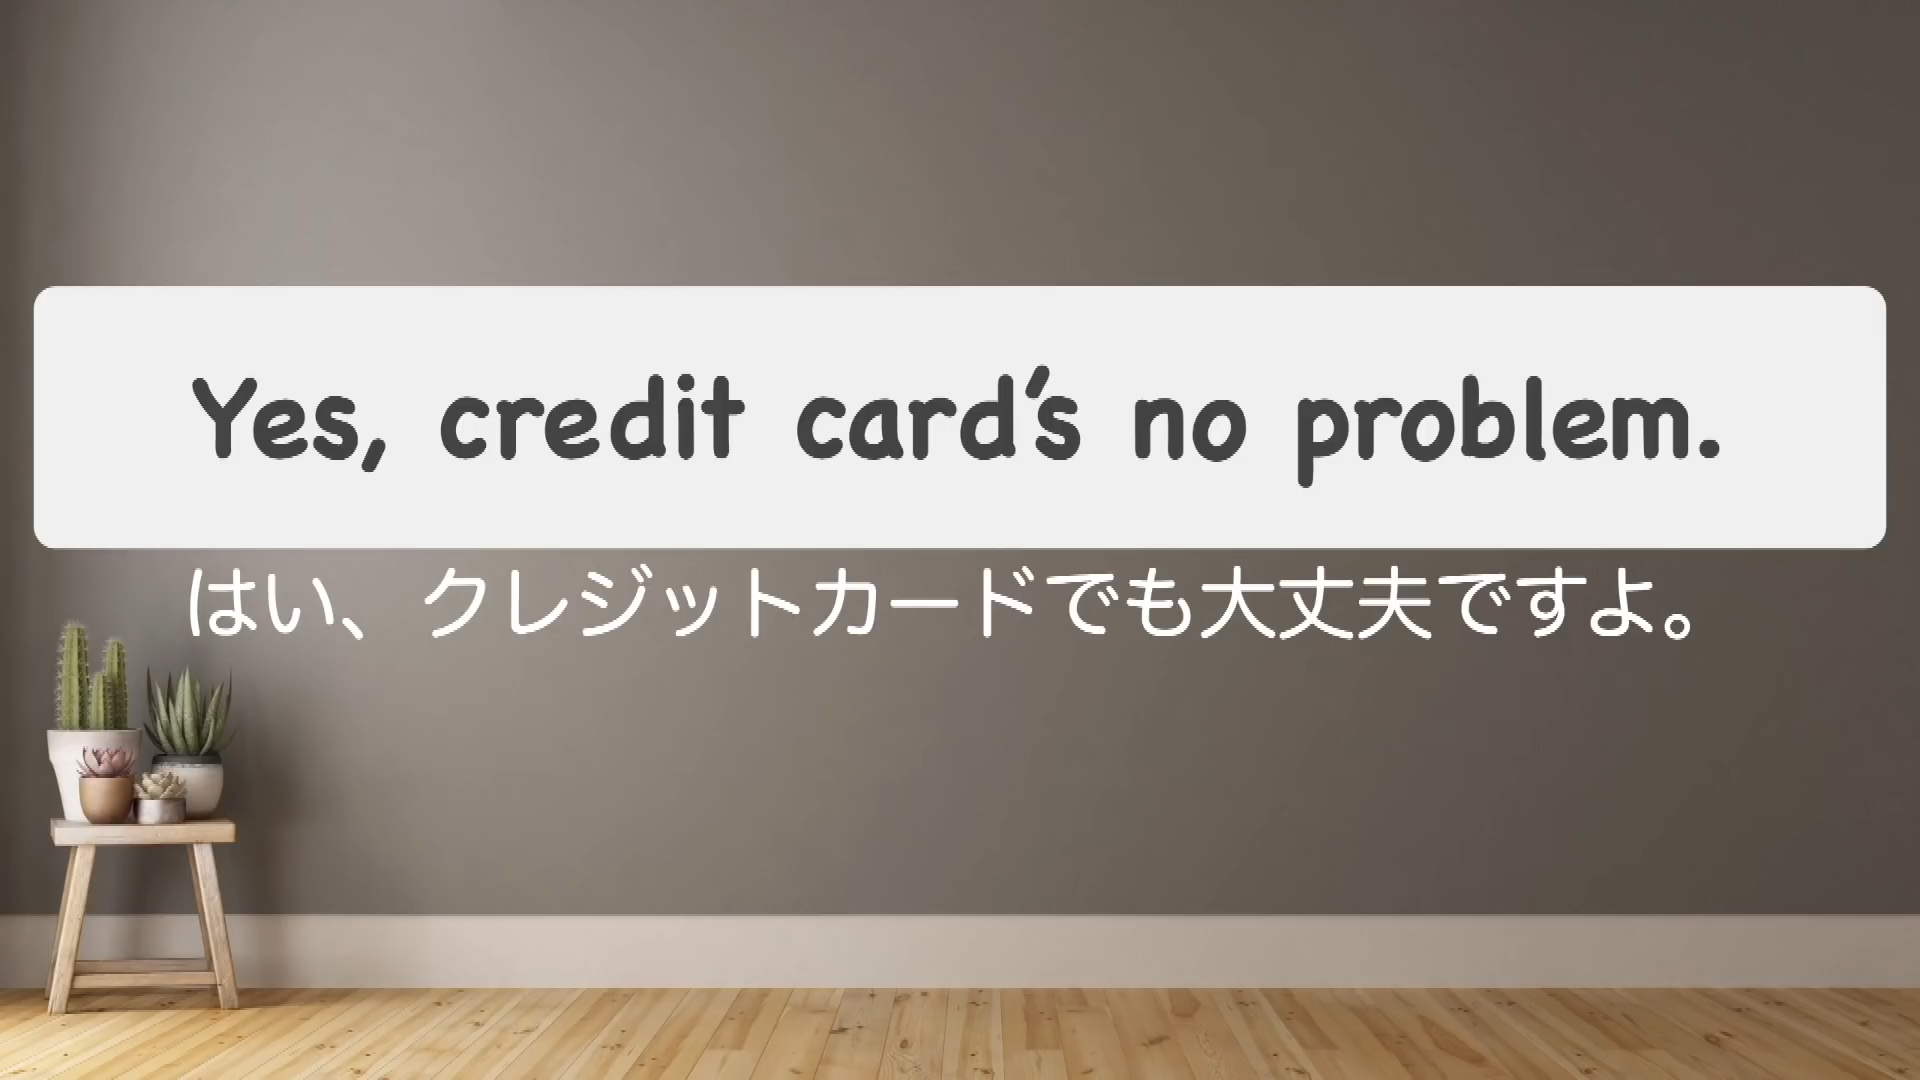 Yes, credit card's no problem.
はい、クレジットカードでも大丈夫ですよ。